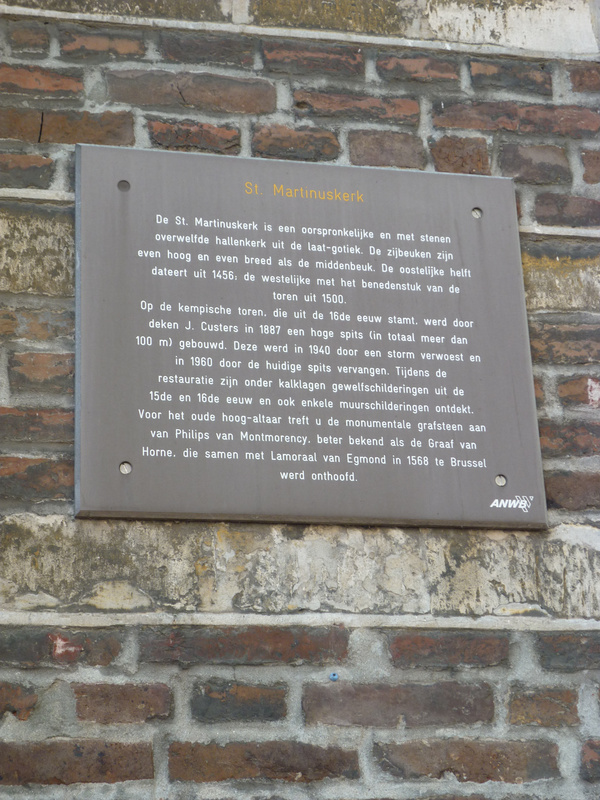 St. Martinuskerk
De St. Martinuskerk is een oorspronkelijke en met stenen
overwelfde hallenkerk uit de laat-gotiek. De zijbeuken zijn
even hoog en even breed als de middenbeuk. De oostelijke helft
dateert uit 1456; de westelijke met het benedenstuk van de
toren uit 1500.
Op de kempische toren, die uit de 16de eeuw stamt, werd door
deken J. Custers in 1887 een hoge spits (in totaal meer dan
100 m) gebouwd. Deze werd in 1940 door een storm verwoest en
in 1960 door de huidige spits vervangen. Tijdens de
restauratie zijn onder kalklagen gewelfschilderingen uit de
15de en 16de eeuw en ook enkele muurschilderingen ontdekt.
Voor het oude hoog-altaar treft u de monumentale grafsteen aan
van Philips van Montmorency, beter bekend als de Graaf van
Horne, die samen met Lamoraal van Egmond in 1568 te Brussel
werd onthoofd.
ANWB